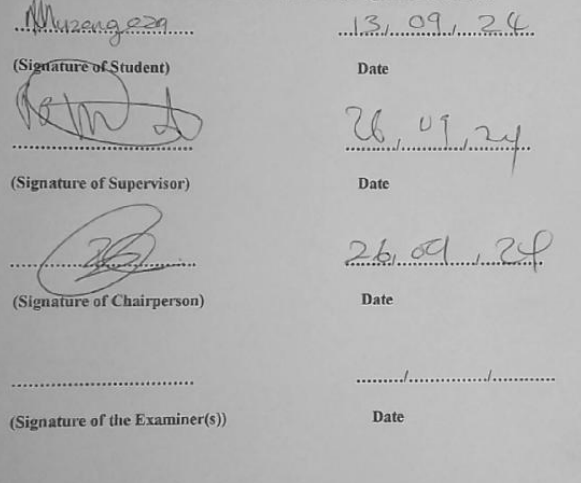 Muzengeza 13, 09, 24
(Signature of Student) Date
26, 09, 24
(Signature of Supervisor) Date
26, 09, 24
(Signature of Chairperson) Date
............................... ........./.............../............
(Signature of the Examiner(s)) Date